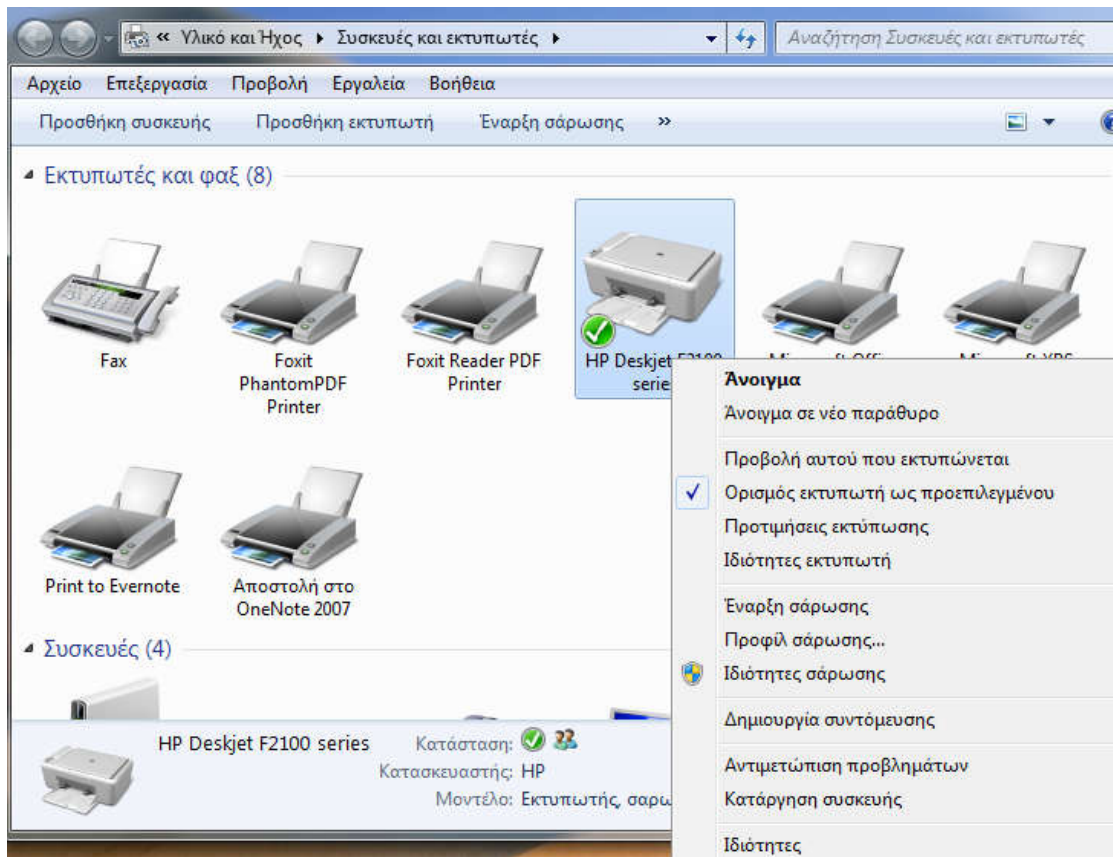 « Υλικό και Ήχος ▸ Συσκευές και εκτυπωτές ▸
Αναζήτηση Συσκευές και εκτυπωτές
Αρχείο Επεξεργασία Προβολή Εργαλεία Βοήθεια
Προσθήκη συσκευής Προσθήκη εκτυπωτή Έναρξη σάρωσης »
Εκτυπωτές και φαξ (8)
Fax
Foxit
PhantomPDF
Printer
Foxit Reader PDF
Printer
HP Deskjet F2100
series
Print to Evernote
Αποστολή στο
OneNote 2007
Άνοιγμα
Άνοιγμα σε νέο παράθυρο
Προβολή αυτού που εκτυπώνεται
Ορισμός εκτυπωτή ως προεπιλεγμένου
Προτιμήσεις εκτύπωσης
Ιδιότητες εκτυπωτή
Έναρξη σάρωσης
Προφίλ σάρωσης...
Ιδιότητες σάρωσης
Δημιουργία συντόμευσης
Αντιμετώπιση προβλημάτων
Κατάργηση συσκευής
Ιδιότητες
Συσκευές (4)
HP Deskjet F2100 series Κατάσταση:
Κατασκευαστής: HP
Μοντέλο: Εκτυπωτής,